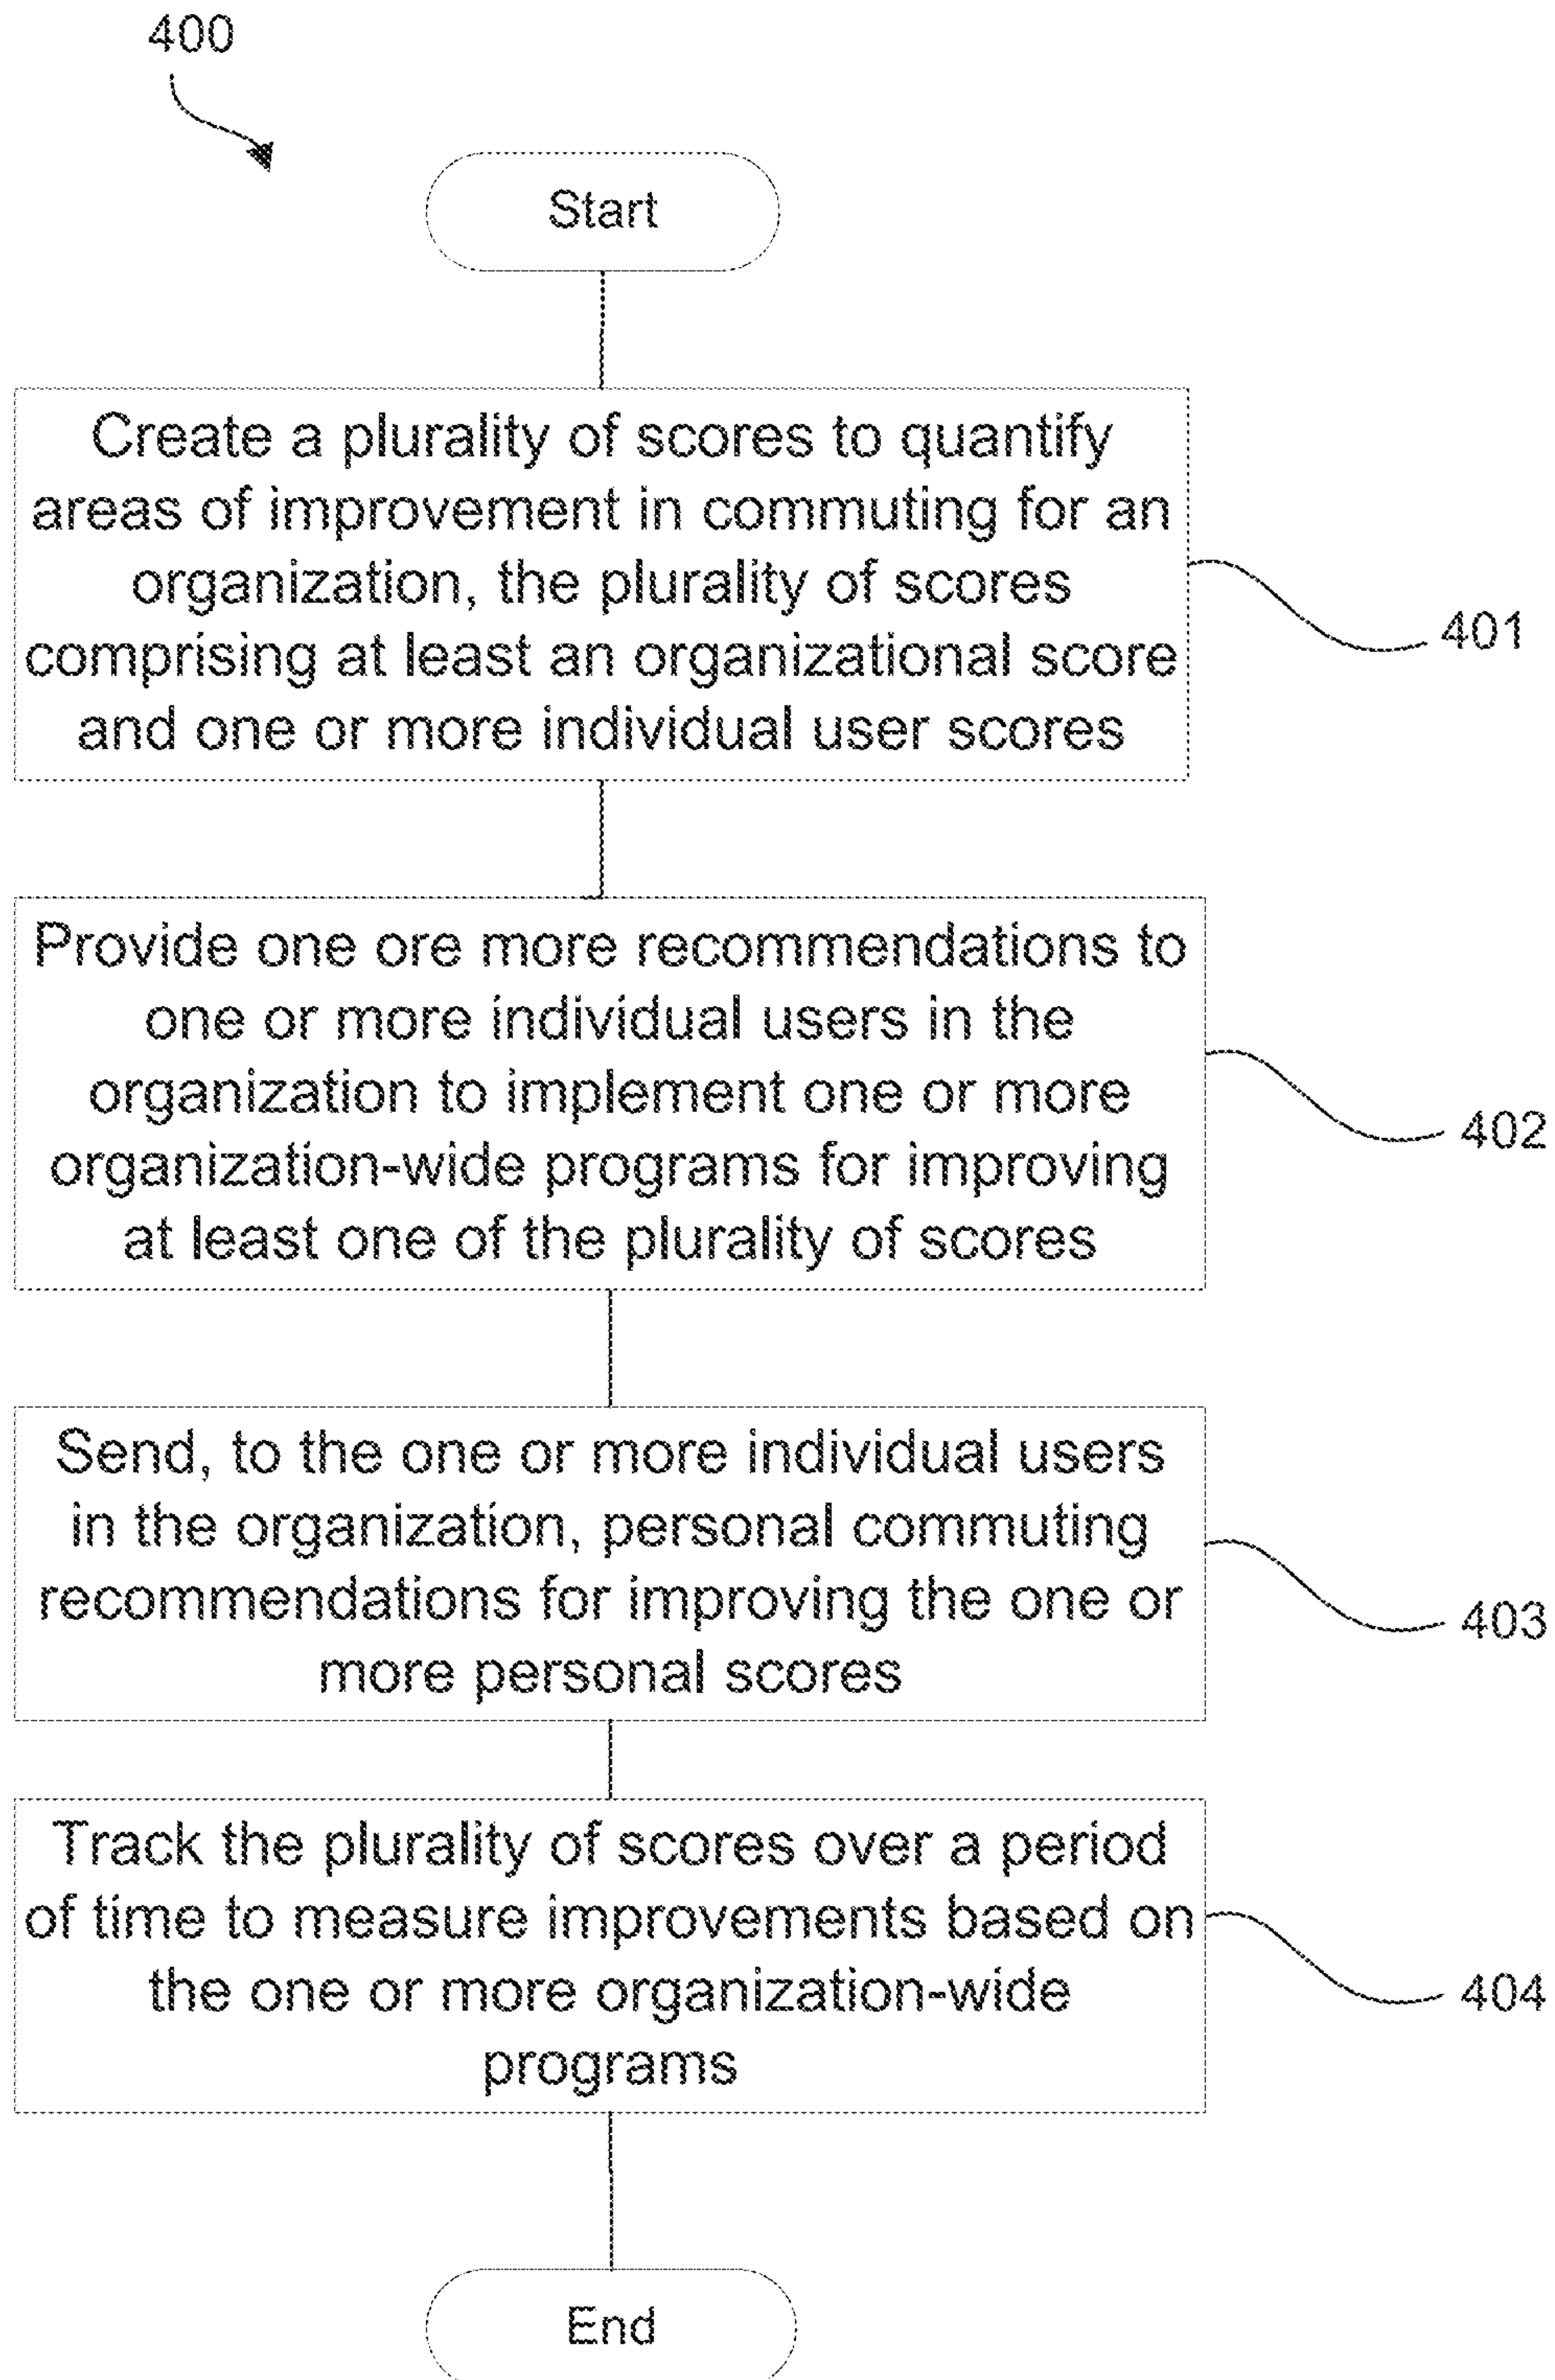 400
Start
Create a plurality of scores to quantify
areas of improvement in commuting for an
organization, the plurality of scores
comprising at least an organizational score
and one or more individual user scores
401
Provide one ore more recommendations to
one or more individual users in the
organization to implement one or more
organization-wide programs for improving
at least one of the plurality of scores
402
Send, to the one or more individual users
in the organization, personal commuting
recommendations for improving the one or
more personal scores
403
Track the plurality of scores over a period
of time to measure improvements based on
the one or more organization-wide
programs
404
End